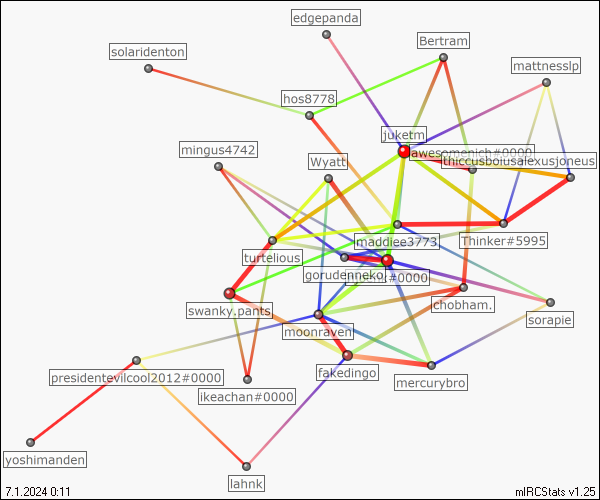 edgepanda
Bertram
solaridenton
mattnesslp
hos8778
juketm
awesomenich#0000
mingus4742
Wyatt
thiccusboiusalexusjoneus
maddiee3773
Thinker#5995
turtelious
gorudenneko
#0000
swanky.pants
chobham.
sorapie
moonraven
fakedingo
presidentevilcool2012#0000
mercurybro
ikeachan#0000
yoshimanden
lahnk
7.1.2024 0:11
mIRCStats v1.25